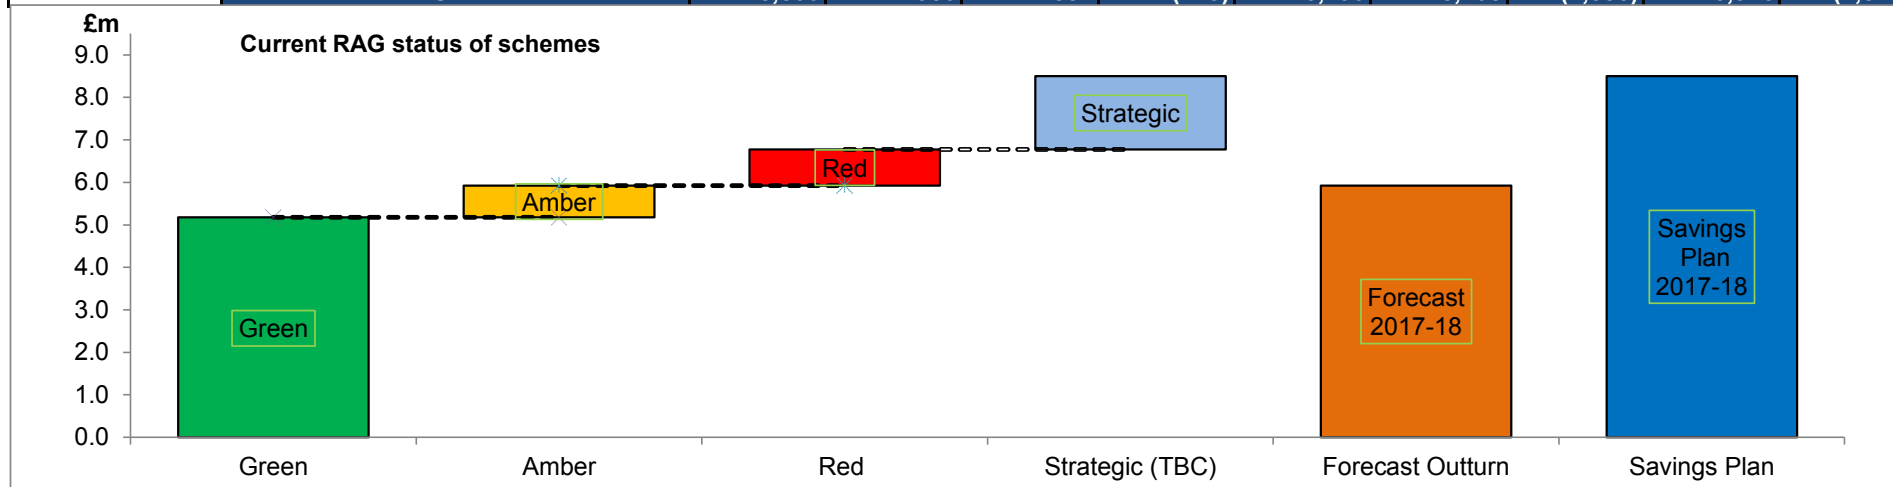 £m
Current RAG status of schemes
9.0
8.0
7.0
6.0
5.0
4.0
3.0
2.0
1.0
0.0
Strategic
Red
Amber
Green
Forecast
2017-18
Savings
Plan
2017-18
Green
Amber
Red
Strategic (TBC)
Forecast Outturn
Savings Plan